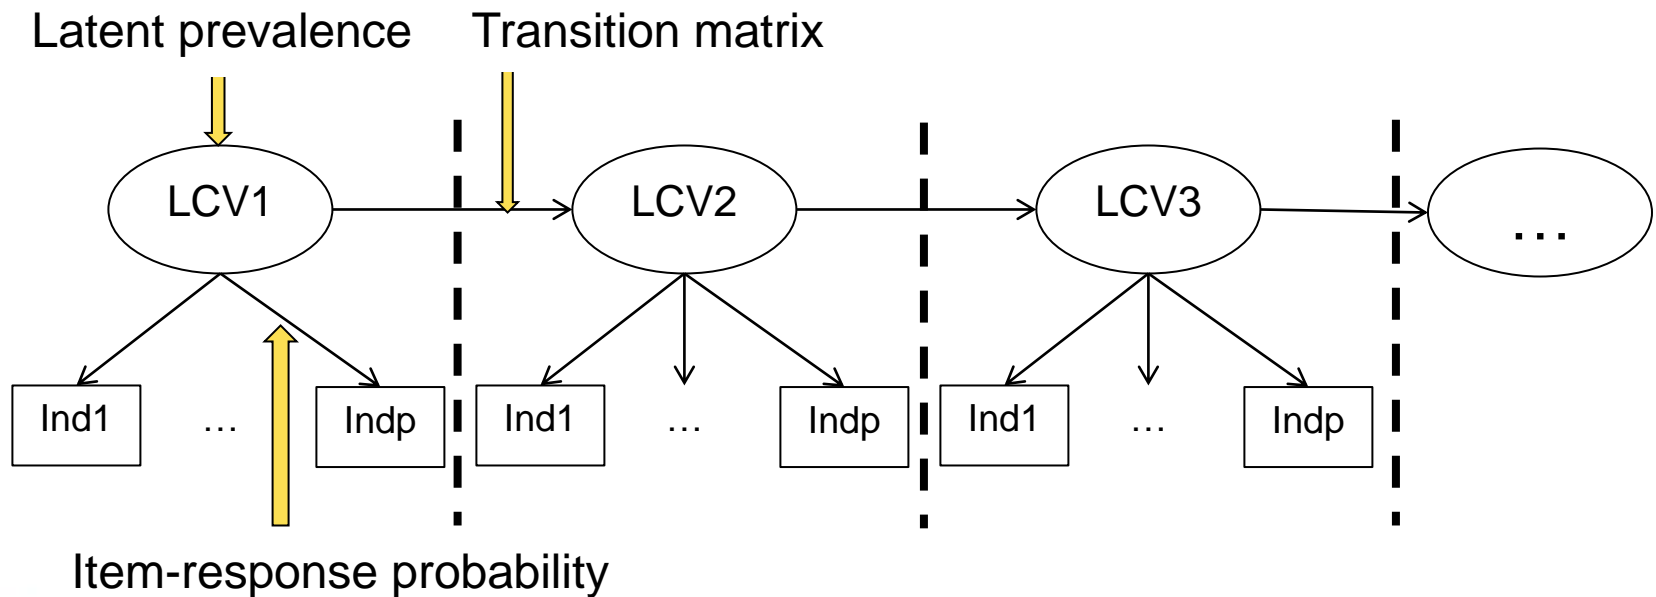 Latent prevalence Transition matrix
LCV1 LCV2 LCV3 ...
Ind1 ... Indp Ind1 ... Indp Ind1 ... Indp
Item-response probability